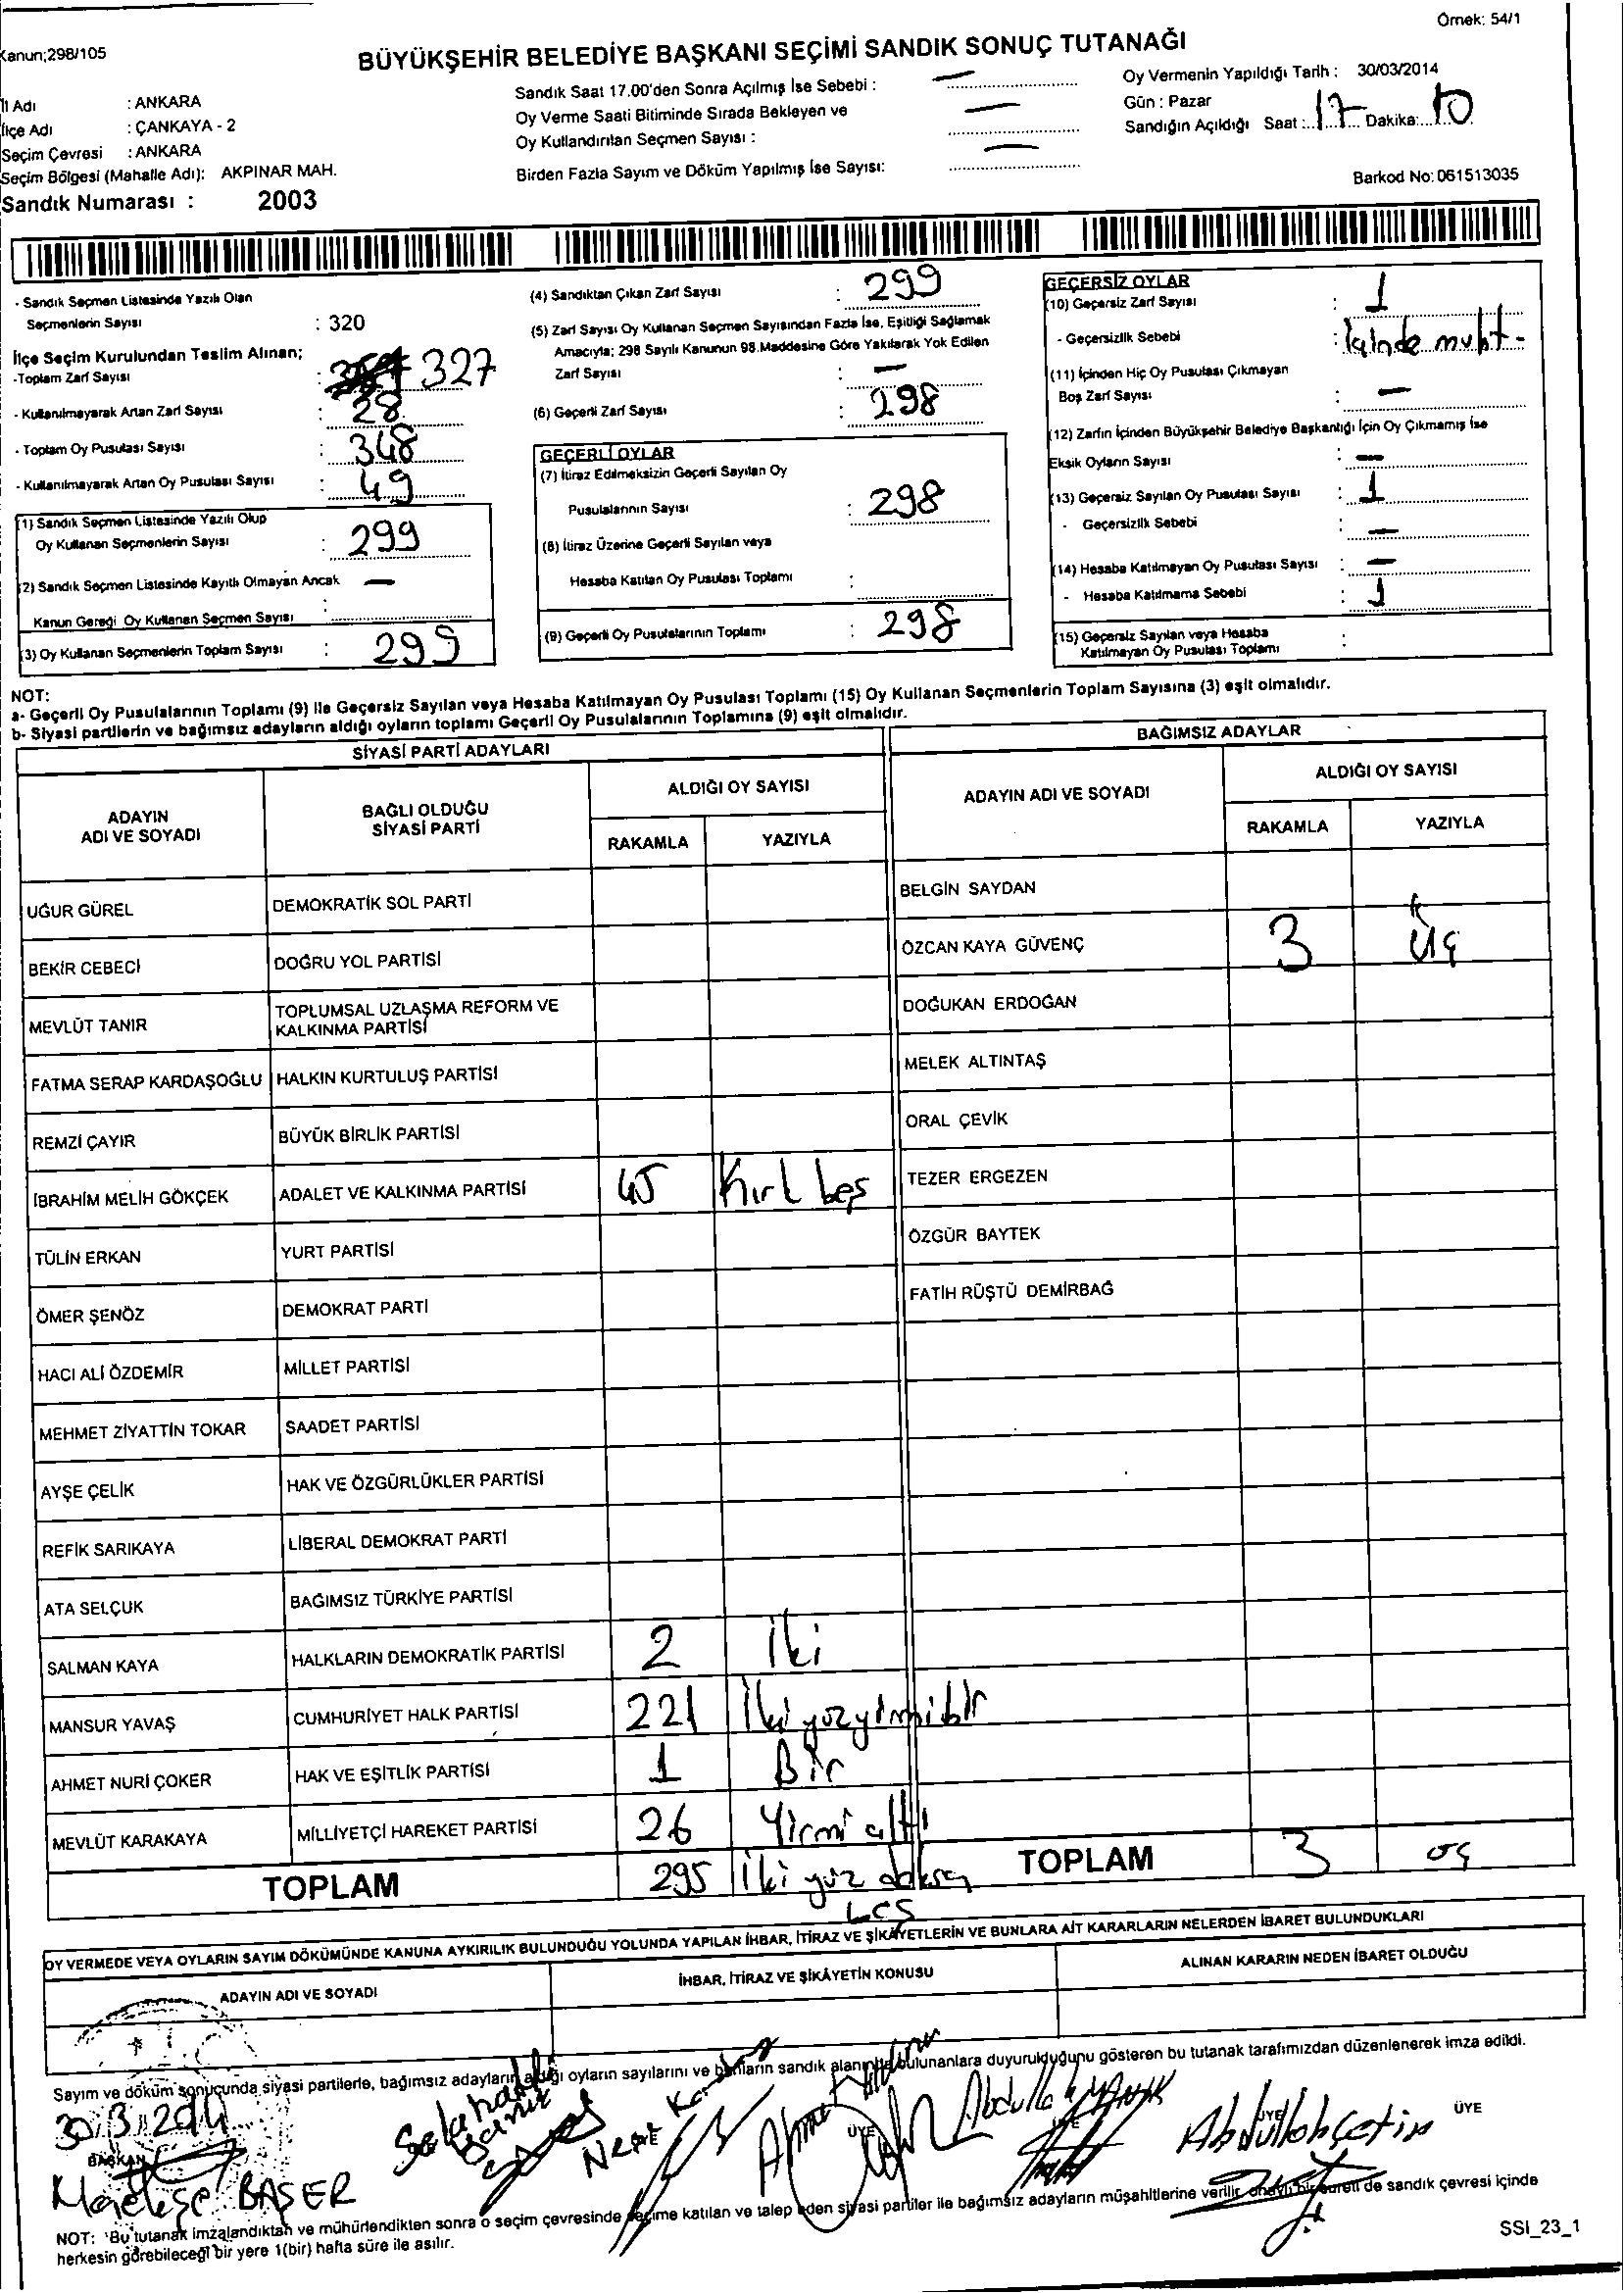 Örnek: 54/1
Kanun;298/105
BÜYÜKŞEHİR BELEDİYE BAŞKANI SEÇİMİ SANDIK SONUÇ TUTANAĞI
İl Adı : ANKARA
İlçe Adı : ÇANKAYA - 2
Seçim Çevresi : ANKARA
Seçim Bölgesi (Mahalle Adı): AKPINAR MAH.
Sandık Numarası : 2003
Sandık Saat 17.00'den Sonra Açılmış İse Sebebi : —
Oy Verme Saati Bitiminde Sırada Bekleyen ve —
Oy Kullandırılan Seçmen Sayısı :
Birden Fazla Sayım ve Döküm Yapılmış İse Sayısı: —
Oy Vermenin Yapıldığı Tarih : 30/03/2014
Gün : Pazar
Sandığın Açıldığı Saat : 17 Dakika: 10
Barkod No: 061513035
- Sandık Seçmen Listesinde Yazılı Olan
Seçmenlerin Sayısı : 320
İlçe Seçim Kurulundan Teslim Alınan;
-Toplam Zarf Sayısı : 327
- Kullanılmayarak Artan Zarf Sayısı : 28
- Toplam Oy Pusulası Sayısı : 348
- Kullanılmayarak Artan Oy Pusulası Sayısı : 49
(1) Sandık Seçmen Listesinde Yazılı Olup
Oy Kullanan Seçmenlerin Sayısı : 299
(2) Sandık Seçmen Listesinde Kayıtlı Olmayan Ancak —
Kanun Gereği Oy Kullanan Seçmen Sayısı :
(3) Oy Kullanan Seçmenlerin Toplam Sayısı : 299
(4) Sandıktan Çıkan Zarf Sayısı : 299
(5) Zarf Sayısı Oy Kullanan Seçmen Sayısından Fazla İse, Eşitliği Sağlamak
Amacıyla; 298 Sayılı Kanunun 98.Maddesine Göre Yakılarak Yok Edilen
Zarf Sayısı : —
(6) Geçerli Zarf Sayısı : 298
GEÇERLİ OYLAR
(7) İtiraz Edilmeksizin Geçerli Sayılan Oy
Pusulalarının Sayısı : 298
(8) İtiraz Üzerine Geçerli Sayılan veya
Hesaba Katılan Oy Pusulası Toplamı :
(9) Geçerli Oy Pusulalarının Toplamı : 298
GEÇERSİZ OYLAR
(10) Geçersiz Zarf Sayısı : 1
- Geçersizlik Sebebi : İçinde muht-
(11) İçinden Hiç Oy Pusulası Çıkmayan
Boş Zarf Sayısı : —
(12) Zarfın İçinden Büyükşehir Belediye Başkanlığı İçin Oy Çıkmamış İse
Eksik Oyların Sayısı : —
(13) Geçersiz Sayılan Oy Pusulası Sayısı : 1
- Geçersizlik Sebebi : —
(14) Hesaba Katılmayan Oy Pusulası Sayısı : —
- Hesaba Katılmama Sebebi : 1
(15) Geçersiz Sayılan veya Hesaba
Katılmayan Oy Pusulası Toplamı :
NOT:
a- Geçerli Oy Pusulalarının Toplamı (9) ile Geçersiz Sayılan veya Hesaba Katılmayan Oy Pusulası Toplamı (15) Oy Kullanan Seçmenlerin Toplam Sayısına (3) eşit olmalıdır.
b- Siyasi partilerin ve bağımsız adayların aldığı oyların toplamı Geçerli Oy Pusulalarının Toplamına (9) eşit olmalıdır.
SİYASİ PARTİ ADAYLARI
ADAYIN ADI VE SOYADI BAĞLI OLDUĞU SİYASİ PARTİ ALDIĞI OY SAYISI
RAKAMLA YAZIYLA
UĞUR GÜREL DEMOKRATİK SOL PARTİ
BEKİR CEBECİ DOĞRU YOL PARTİSİ
MEVLÜT TANIR TOPLUMSAL UZLAŞMA REFORM VE KALKINMA PARTİSİ
FATMA SERAP KARDAŞOĞLU HALKIN KURTULUŞ PARTİSİ
REMZİ ÇAYIR BÜYÜK BİRLİK PARTİSİ
İBRAHİM MELİH GÖKÇEK ADALET VE KALKINMA PARTİSİ 45 Kırk beş
TÜLİN ERKAN YURT PARTİSİ
ÖMER ŞENÖZ DEMOKRAT PARTİ
HACI ALİ ÖZDEMİR MİLLET PARTİSİ
MEHMET ZİYATTİN TOKAR SAADET PARTİSİ
AYŞE ÇELİK HAK VE ÖZGÜRLÜKLER PARTİSİ
REFİK SARIKAYA LİBERAL DEMOKRAT PARTİ
ATA SELÇUK BAĞIMSIZ TÜRKİYE PARTİSİ
SALMAN KAYA HALKLARIN DEMOKRATİK PARTİSİ 2 İki
MANSUR YAVAŞ CUMHURİYET HALK PARTİSİ 221 İki yüzyirmibir
AHMET NURİ ÇOKER HAK VE EŞİTLİK PARTİSİ 1 Bir
MEVLÜT KARAKAYA MİLLİYETÇİ HAREKET PARTİSİ 26 Yirmi altı
TOPLAM 295 İki yüz doksan beş
BAĞIMSIZ ADAYLAR
ADAYIN ADI VE SOYADI ALDIĞI OY SAYISI
RAKAMLA YAZIYLA
BELGİN SAYDAN
ÖZCAN KAYA GÜVENÇ 3 üç
DOĞUKAN ERDOĞAN
MELEK ALTINTAŞ
ORAL ÇEVİK
TEZER ERGEZEN
ÖZGÜR BAYTEK
FATİH RÜŞTÜ DEMİRBAĞ
TOPLAM 3 üç
OY VERMEDE VEYA OYLARIN SAYIM DÖKÜMÜNDE KANUNA AYKIRILIK BULUNDUĞU YOLUNDA YAPILAN İHBAR, İTİRAZ VE ŞİKÂYETLERİN VE BUNLARA AİT KARARLARIN NELERDEN İBARET BULUNDUKLARI
ADAYIN ADI VE SOYADI İHBAR, İTİRAZ VE ŞİKÂYETİN KONUSU ALINAN KARARIN NEDEN İBARET OLDUĞU
Sayım ve döküm sonucunda siyasi partilerle, bağımsız adayların aldığı oyların sayılarını ve bunların sandık alanında bulunanlara duyurulduğunu gösteren bu tutanak tarafımızdan düzenlenerek imza edildi.
30/3/2014
BAŞKAN ÜYE ÜYE ÜYE ÜYE
BAŞER Abdullah Çetin
NOT: Bu tutanak imzalandıktan ve mühürlendikten sonra o seçim çevresinde seçime katılan ve talep eden siyasi partiler ile bağımsız adayların müşahitlerine verilir, onaylı bir sureti de sandık çevresi içinde
herkesin görebileceği bir yere 1(bir) hafta süre ile asılır.
SSI_23_1